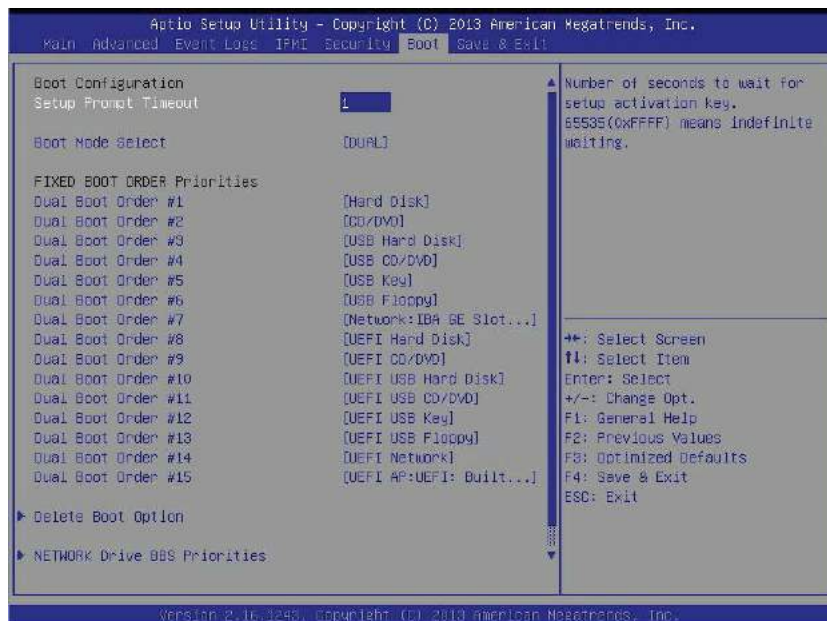 Aptio Setup Utility – Copyright (C) 2013 American Megatrends, Inc.
Main Advanced Event Logs IPMI Security Boot Save & Exit
Boot Configuration
Setup Prompt Timeout 1
Boot Mode Select [DUAL]
FIXED BOOT ORDER Priorities
Dual Boot Order #1 [Hard Disk]
Dual Boot Order #2 [CD/DVD]
Dual Boot Order #3 [USB Hard Disk]
Dual Boot Order #4 [USB CD/DVD]
Dual Boot Order #5 [USB Key]
Dual Boot Order #6 [USB Floppy]
Dual Boot Order #7 [Network:IBA GE Slot...]
Dual Boot Order #8 [UEFI Hard Disk]
Dual Boot Order #9 [UEFI CD/DVD]
Dual Boot Order #10 [UEFI USB Hard Disk]
Dual Boot Order #11 [UEFI USB CD/DVD]
Dual Boot Order #12 [UEFI USB Key]
Dual Boot Order #13 [UEFI USB Floppy]
Dual Boot Order #14 [UEFI Network]
Dual Boot Order #15 [UEFI AP:UEFI: Built...]
Delete Boot Option
NETWORK Drive BBS Priorities
Number of seconds to wait for
setup activation key.
65535(0xFFFF) means indefinite
waiting.
→←: Select Screen
↑↓: Select Item
Enter: Select
+/-: Change Opt.
F1: General Help
F2: Previous Values
F3: Optimized Defaults
F4: Save & Exit
ESC: Exit
Version 2.16.1243. Copyright (C) 2013 American Megatrends, Inc.